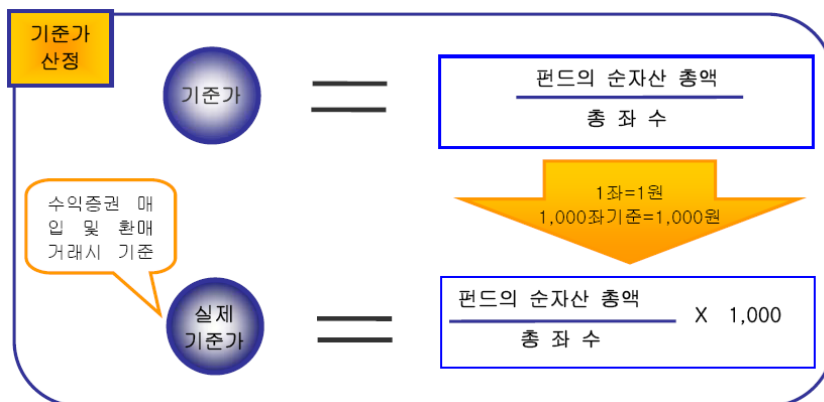 기준가
산정
기준가
펀드의 순자산 총액
총 좌 수
1좌=1원
1,000좌기준=1,000원
수익증권 매
입 및 환매
거래시 기준
실제
기준가
펀드의 순자산 총액
총 좌 수
X 1,000